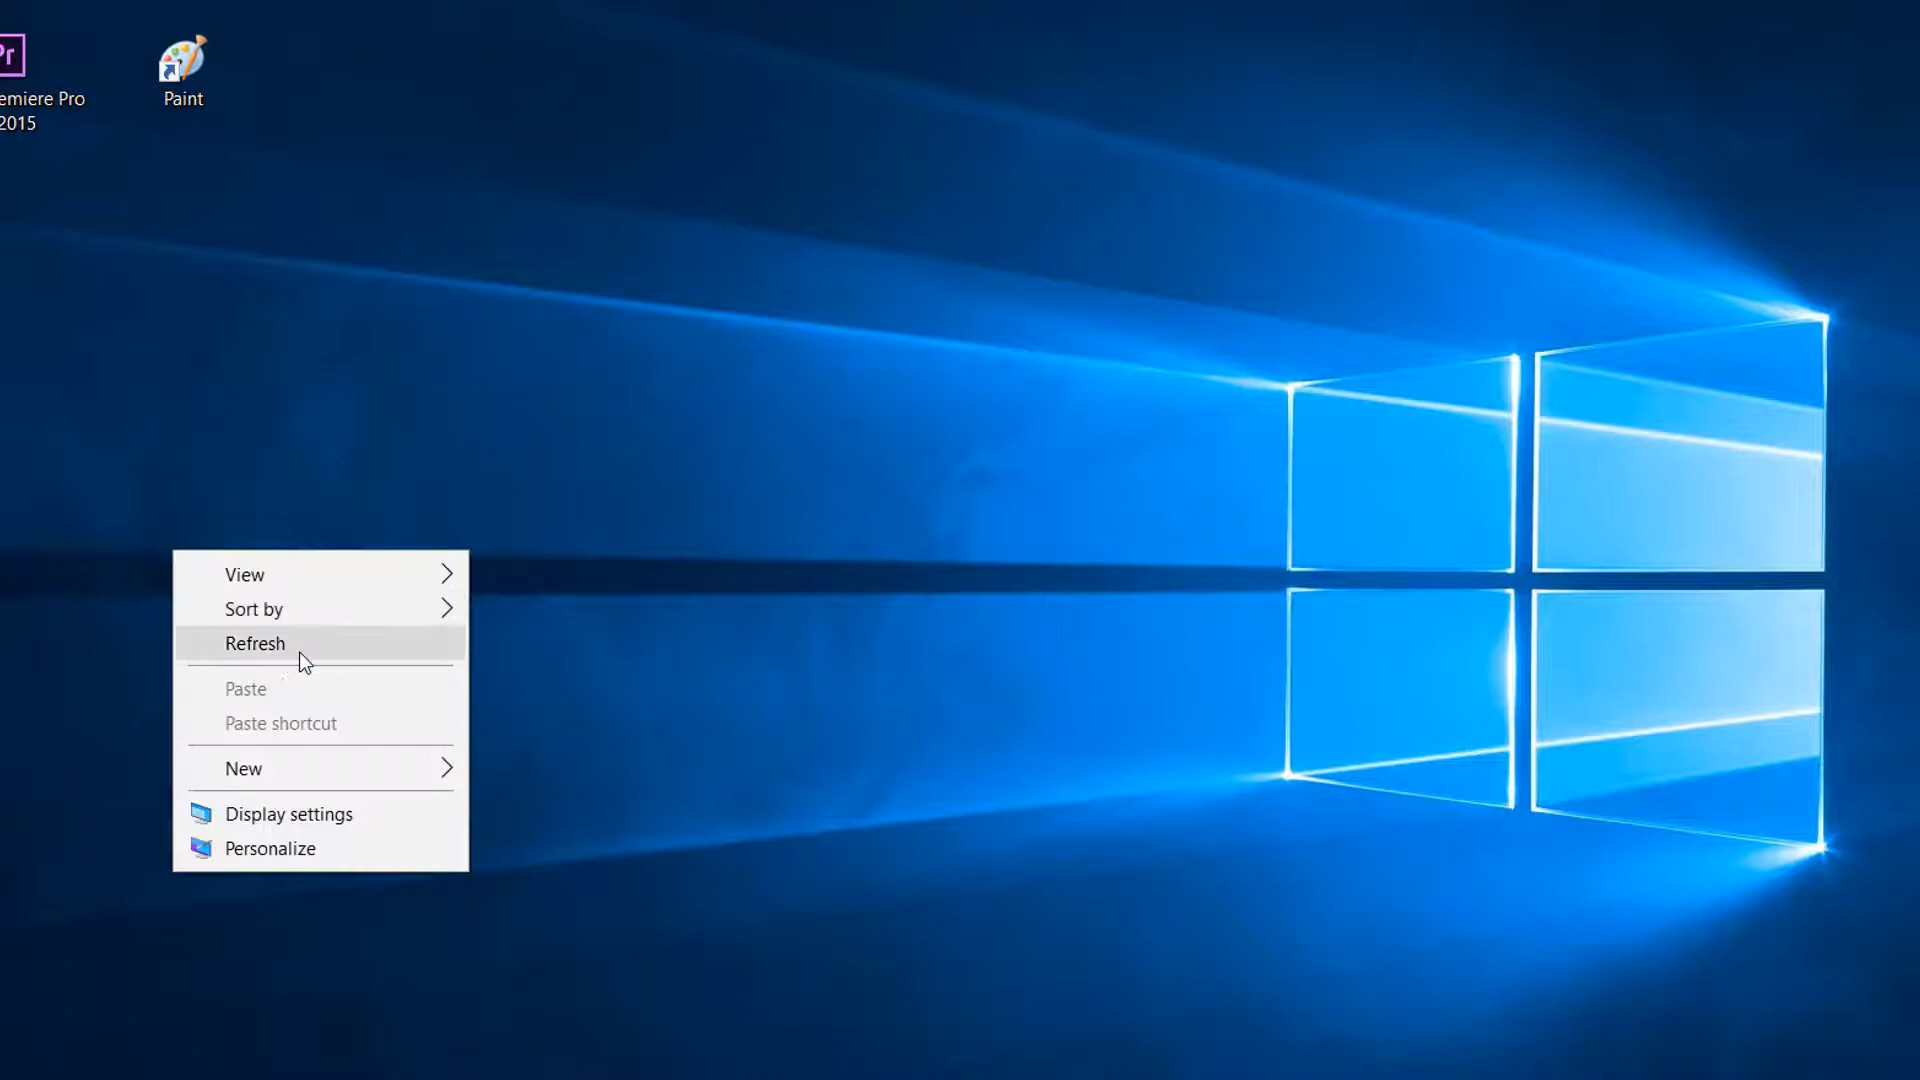 Pr
emiere Pro
2015
Paint
View
Sort by
Refresh
Paste
Paste shortcut
New
Display settings
Personalize